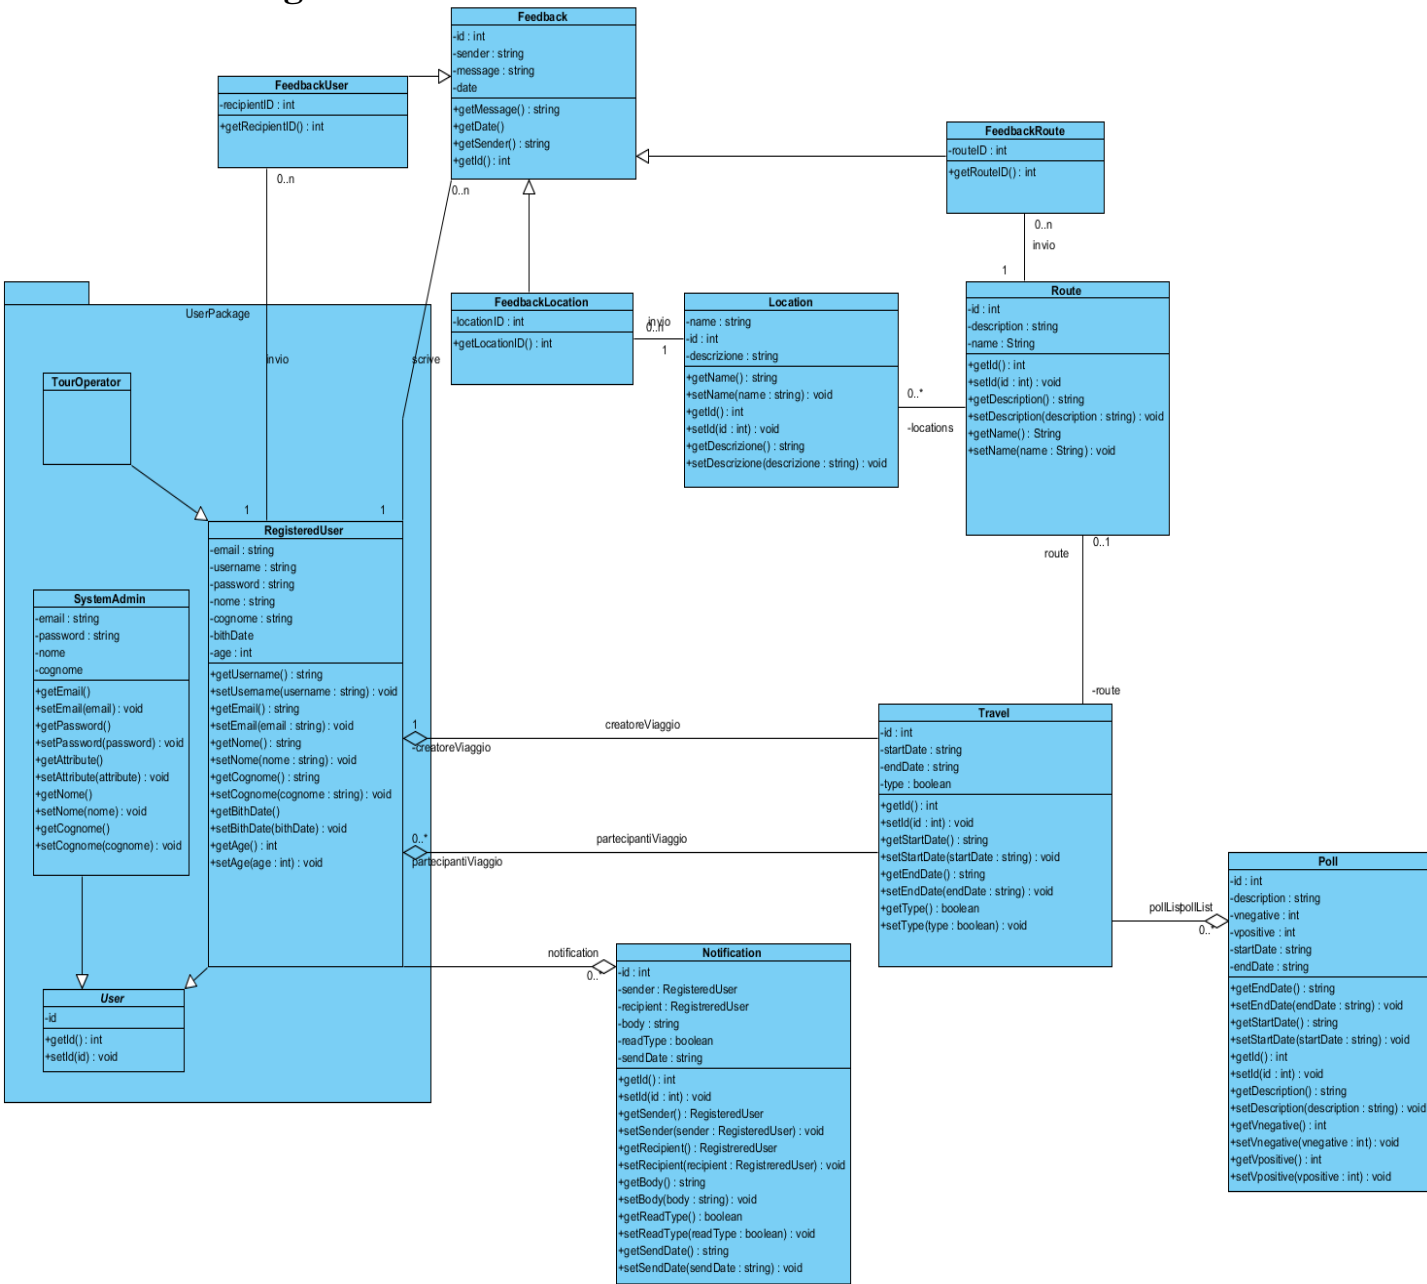 g
Feedback
-id : int
-sender : string
-message : string
-date
+getMessage() : string
+getDate()
+getSender() : string
+getId() : int
0..n
FeedbackUser
-recipientID : int
+getRecipientID() : int
0..n
FeedbackRoute
-routeID : int
+getRouteID() : int
0..n
invio
1
UserPackage
invio
scrive
FeedbackLocation
-locationID : int
+getLocationID() : int
invio
0..n
1
Location
-name : string
-id : int
-descrizione : string
+getName() : string
+setName(name : string) : void
+getId() : int
+setId(id : int) : void
+getDescrizione() : string
+setDescrizione(descrizione : string) : void
0..*
-locations
Route
-id : int
-description : string
-name : String
+getId() : int
+setId(id : int) : void
+getDescription() : string
+setDescription(description : string) : void
+getName() : String
+setName(name : String) : void
0..1
route
-route
TourOperator
1
1
RegisteredUser
-email : string
-username : string
-password : string
-nome : string
-cognome : string
-bithDate
-age : int
+getUsername() : string
+setUsername(username : string) : void
+getEmail() : string
+setEmail(email : string) : void
+getNome() : string
+setNome(nome : string) : void
+getCognome() : string
+setCognome(cognome : string) : void
+getBithDate()
+setBithDate(bithDate) : void
+getAge() : int
+setAge(age : int) : void
SystemAdmin
-email : string
-password : string
-nome
-cognome
+getEmail()
+setEmail(email) : void
+getPassword()
+setPassword(password) : void
+getAttribute()
+setAttribute(attribute) : void
+getNome()
+setNome(nome) : void
+getCognome()
+setCognome(cognome) : void
User
-id
+getId() : int
+setId(id) : void
1
creatoreViaggio
-creatoreViaggio
0..*
partecipantiViaggio
partecipantiViaggio
Travel
-id : int
-startDate : string
-endDate : string
-type : boolean
+getId() : int
+setId(id : int) : void
+getStartDate() : string
+setStartDate(startDate : string) : void
+getEndDate() : string
+setEndDate(endDate : string) : void
+getType() : boolean
+setType(type : boolean) : void
pollList
pollList
0..*
Poll
-id : int
-description : string
-vnegative : int
-vpositive : int
-startDate : string
-endDate : string
+getEndDate() : string
+setEndDate(endDate : string) : void
+getStartDate() : string
+setStartDate(startDate : string) : void
+getId() : int
+setId(id : int) : void
+getDescription() : string
+setDescription(description : string) : void
+getVnegative() : int
+setVnegative(vnegative : int) : void
+getVpositive() : int
+setVpositive(vpositive : int) : void
notification
0..*
Notification
-id : int
-sender : RegisteredUser
-recipient : RegistreredUser
-body : string
-readType : boolean
-sendDate : string
+getId() : int
+setId(id : int) : void
+getSender() : RegisteredUser
+setSender(sender : RegisteredUser) : void
+getRecipient() : RegistreredUser
+setRecipient(recipient : RegistreredUser) : void
+getBody() : string
+setBody(body : string) : void
+getReadType() : boolean
+setReadType(readType : boolean) : void
+getSendDate() : string
+setSendDate(sendDate : string) : void